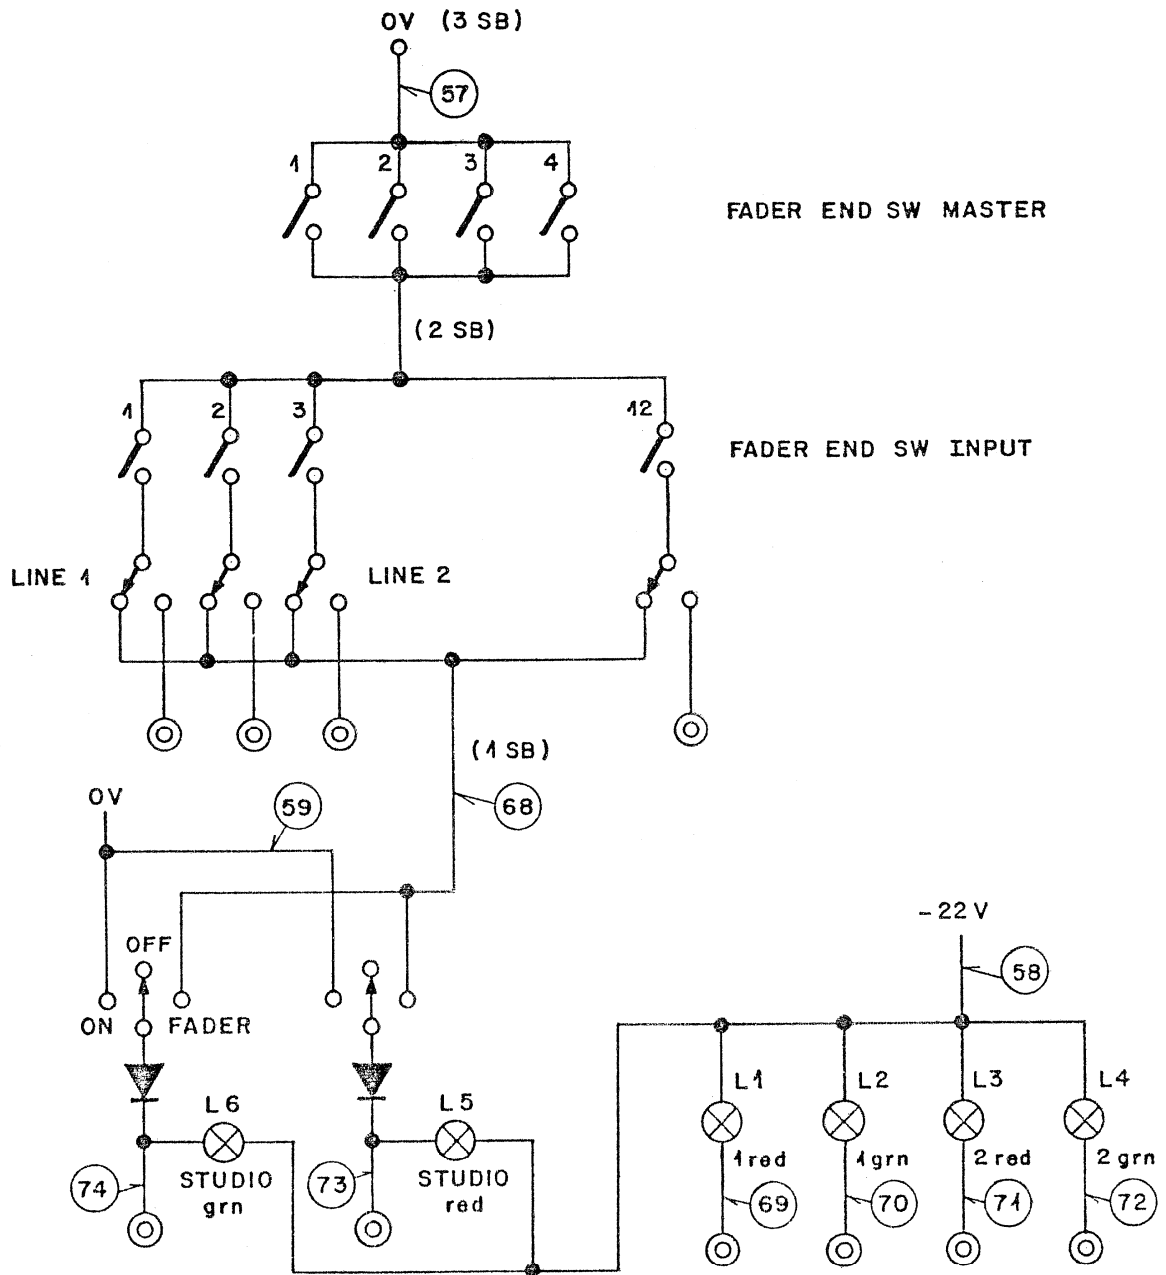 0V (3 SB)
57
1 2 3 4
FADER END SW MASTER
(2 SB)
1 2 3 12
FADER END SW INPUT
LINE 1 LINE 2
(1 SB)
0V 59 68
-22 V
OFF 58
ON FADER
L6 L5 L1 L2 L3 L4
1 red 1 grn 2 red 2 grn
74 STUDIO 73 STUDIO 69 70 71 72
grn red